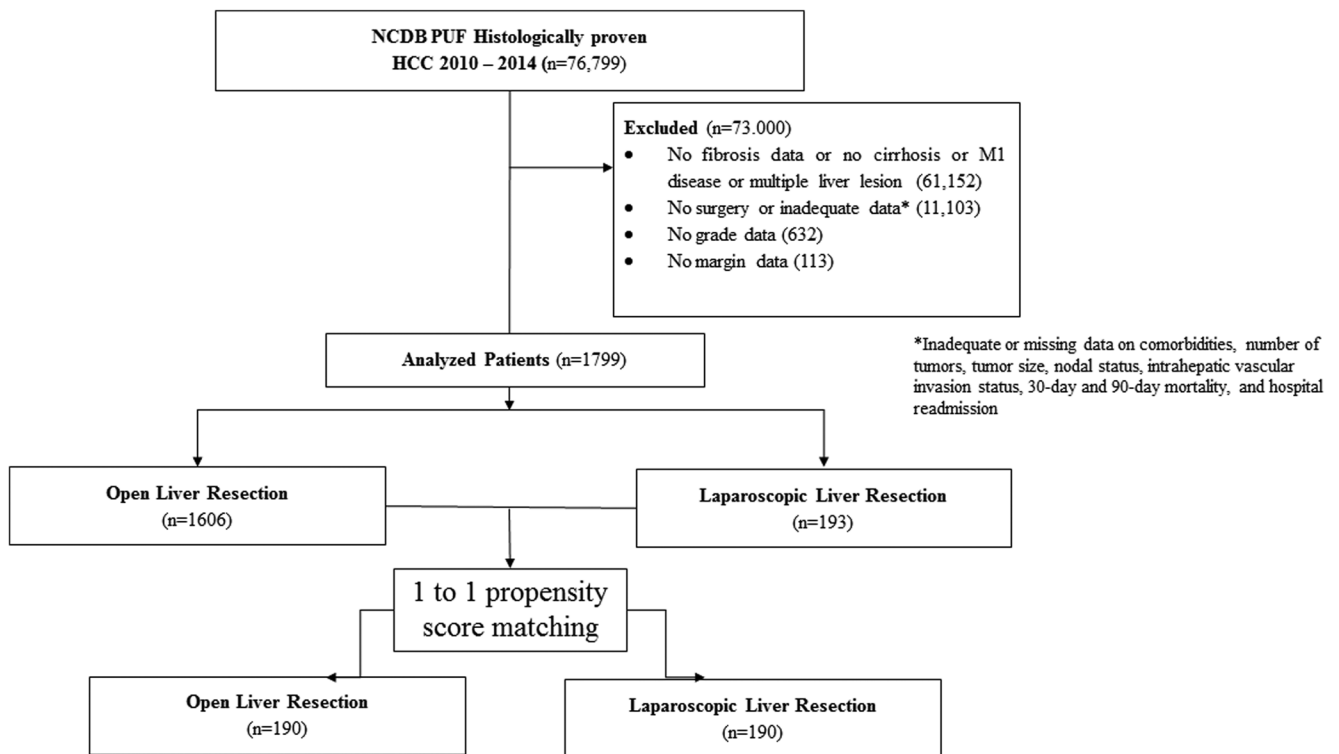 NCDB PUF Histologically proven
HCC 2010 – 2014 (n=76,799)
Excluded (n=73.000)
• No fibrosis data or no cirrhosis or M1
disease or multiple liver lesion (61,152)
• No surgery or inadequate data* (11,103)
• No grade data (632)
• No margin data (113)
Analyzed Patients (n=1799)
*Inadequate or missing data on comorbidities, number of
tumors, tumor size, nodal status, intrahepatic vascular
invasion status, 30-day and 90-day mortality, and hospital
readmission
Open Liver Resection
(n=1606)
Laparoscopic Liver Resection
(n=193)
1 to 1 propensity
score matching
Open Liver Resection
(n=190)
Laparoscopic Liver Resection
(n=190)